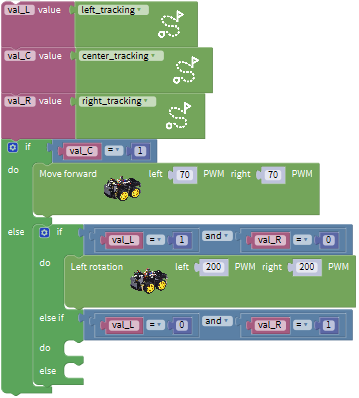 val_L value left_tracking
val_C value center_tracking
val_R value right_tracking
if val_C = 1
do Move forward left 70 PWM right 70 PWM
else if val_L = 1 and val_R = 0
do Left rotation left 200 PWM right 200 PWM
else if val_L = 0 and val_R = 1
do
else